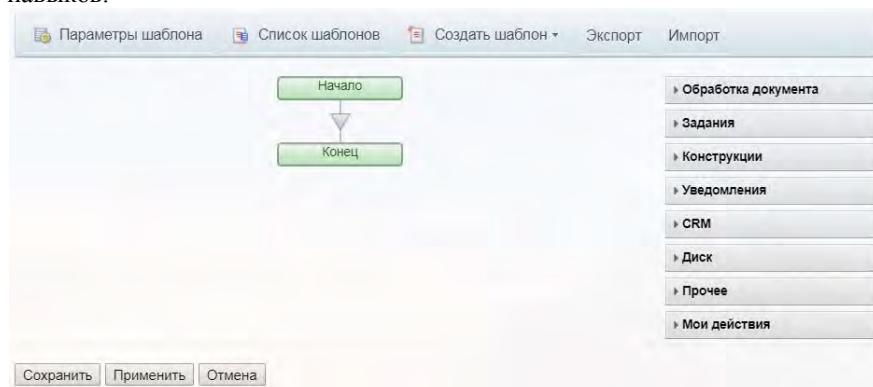 навыков.
Параметры шаблона Список шаблонов Создать шаблон Экспорт Импорт
Начало
Конец
Обработка документа
Задания
Конструкции
Уведомления
CRM
Диск
Прочее
Мои действия
Сохранить Применить Отмена